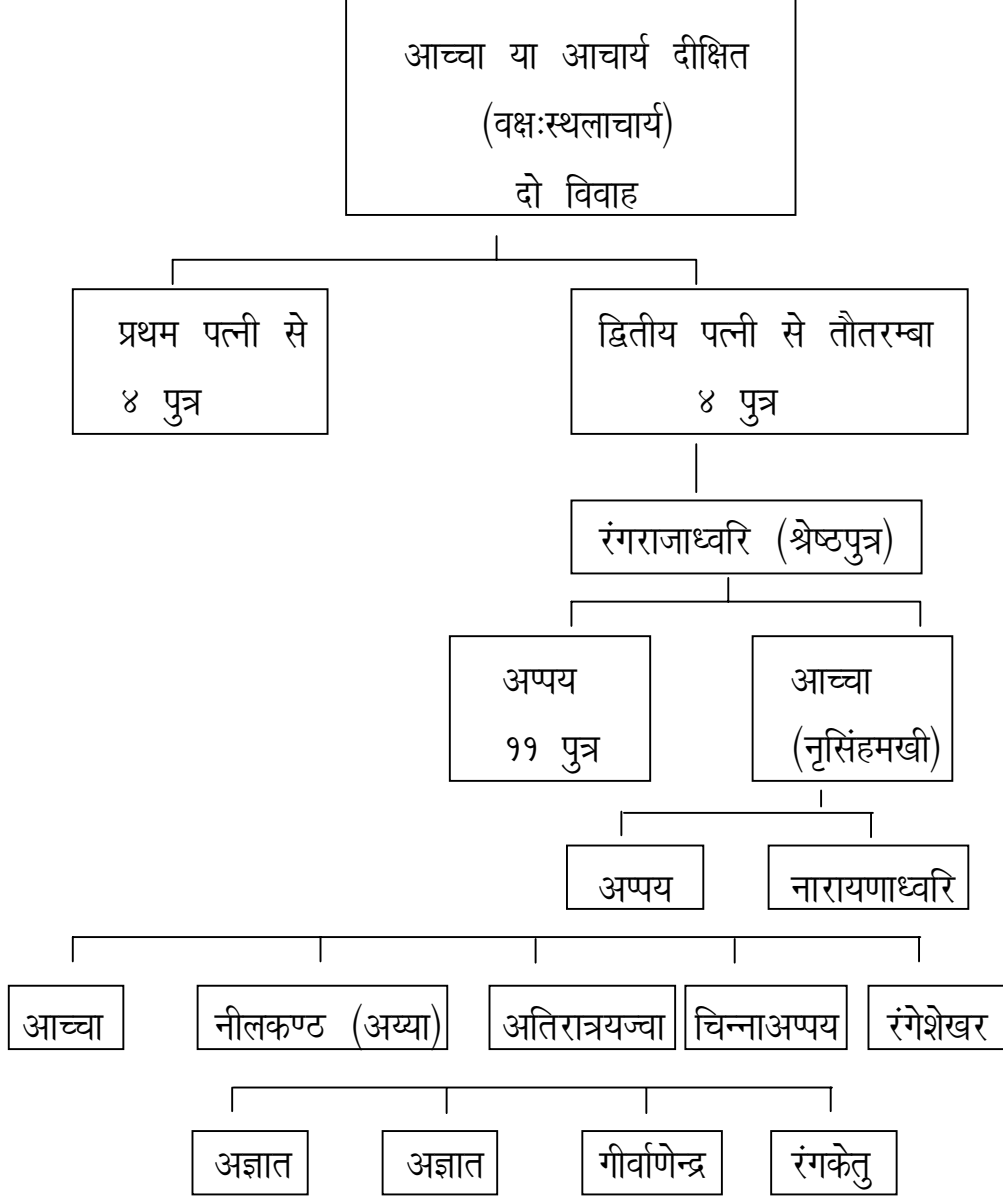 आच्चा या आचार्य दीक्षित
(वक्षःस्थलाचार्य)
दो विवाह
प्रथम पत्नी से
४ पुत्र
द्वितीय पत्नी से तौतरम्बा
४ पुत्र
रंगराजाध्वरि (श्रेष्ठपुत्र)
अप्पय
११ पुत्र
आच्चा
(नृसिंहमखी)
अप्पय
नारायणाध्वरि
आच्चा
नीलकण्ठ (अय्या)
अतिरात्रयज्वा
चिन्नाअप्पय
रंगेशेखर
अज्ञात
अज्ञात
गीर्वाणेन्द्र
रंगकेतु